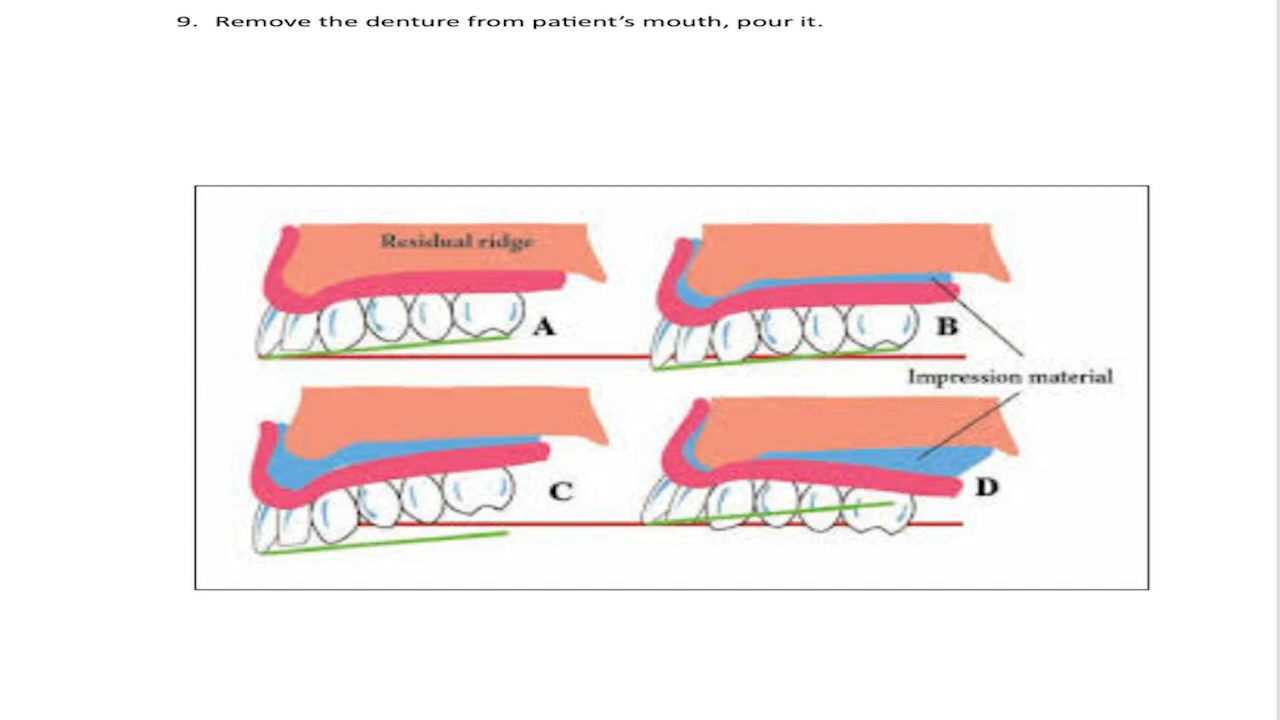 9. Remove the denture from patient's mouth, pour it.
Residual ridge
A
B
Impression material
C
D